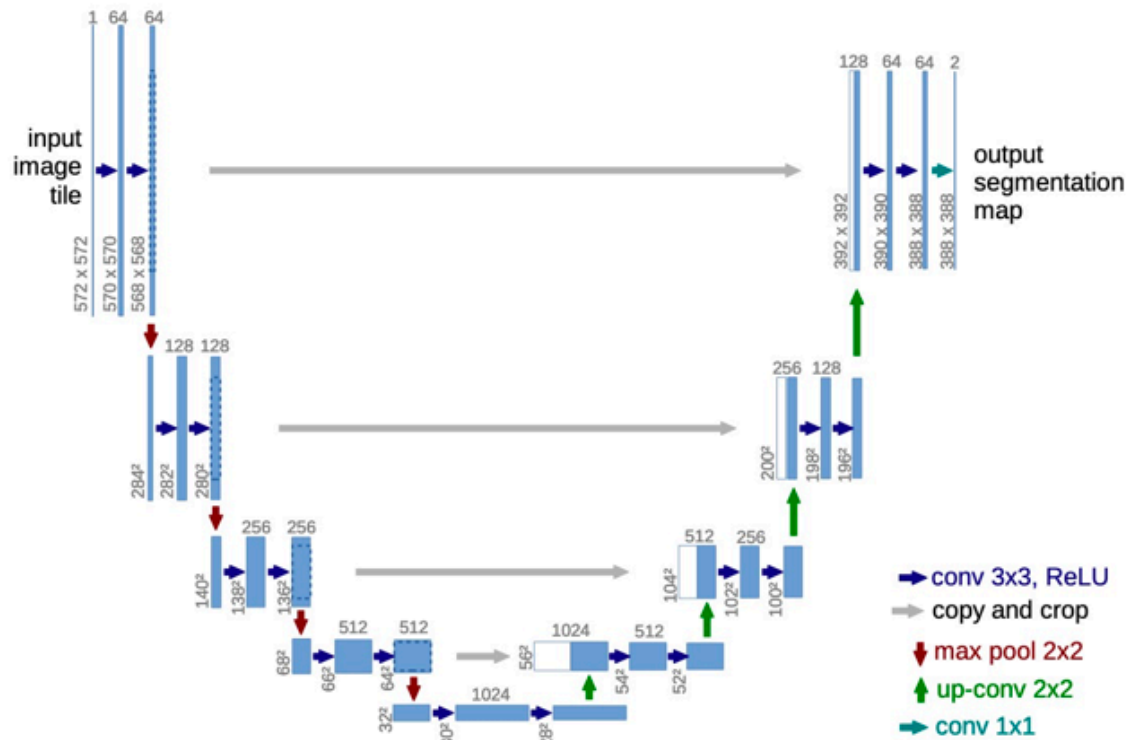 1 64 64
128 64 64 2
input
image
tile
output
segmentation
map
572 x 572
570 x 570
568 x 568
392 x 392
390 x 390
388 x 388
388 x 388
128 128
256 128
284²
282²
280²
200²
198²
196²
256 256
512 256
140²
138²
136²
104²
102²
100²
512 512
1024 512
68²
66²
64²
56²
54²
52²
1024
32²
conv 3x3, ReLU
copy and crop
max pool 2x2
up-conv 2x2
conv 1x1